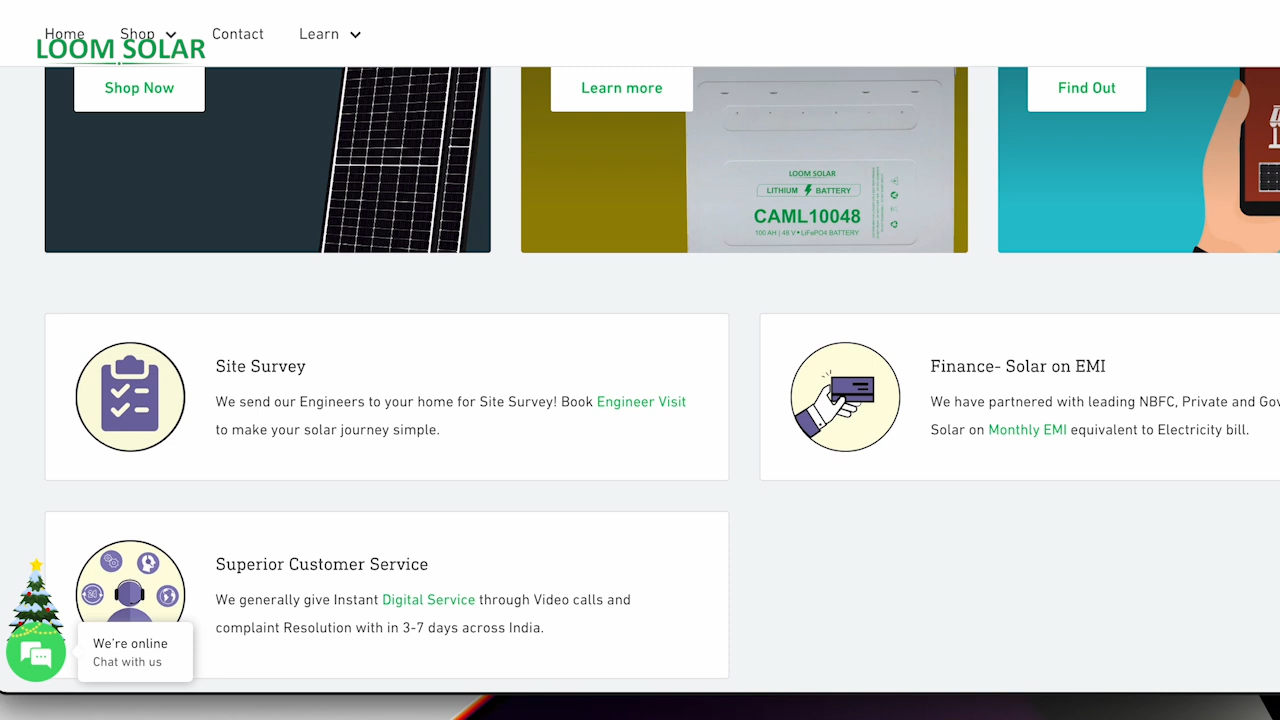 Home Shop Contact Learn
LOOM SOLAR
Shop Now
Learn more
Find Out
LOOM SOLAR
LITHIUM BATTERY
CAML10048
100 AH | 48 V • LiFePO4 BATTERY
Site Survey
We send our Engineers to your home for Site Survey! Book Engineer Visit
to make your solar journey simple.
Finance- Solar on EMI
We have partnered with leading NBFC, Private and Gov
Solar on Monthly EMI equivalent to Electricity bill.
Superior Customer Service
We generally give Instant Digital Service through Video calls and
complaint Resolution with in 3-7 days across India.
We're online
Chat with us